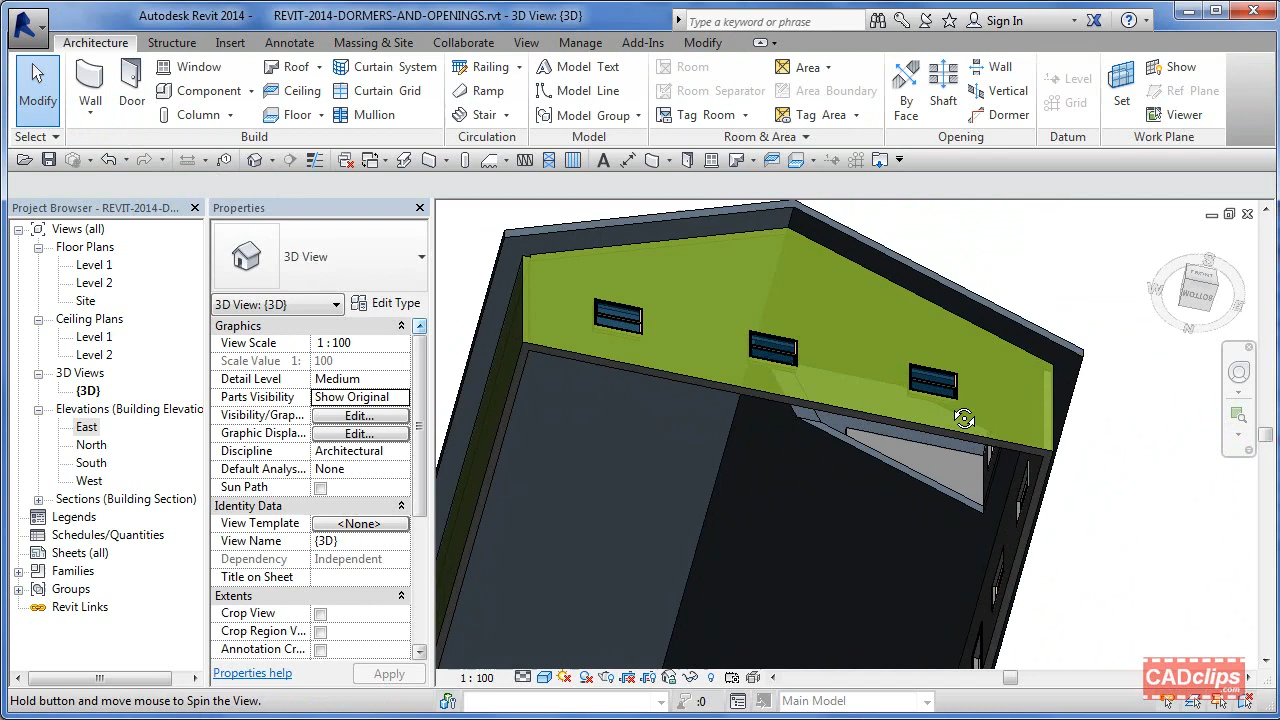 Autodesk Revit 2014 - REVIT-2014-DORMERS-AND-OPENINGS.rvt - 3D View: {3D}
Type a keyword or phrase
Sign In
Architecture Structure Insert Annotate Massing & Site Collaborate View Manage Add-Ins Modify
Modify Wall Door Window Roof Curtain System Railing Model Text Room Area By Face Shaft Wall Level Set Show
Component Ceiling Curtain Grid Ramp Model Line Room Separator Area Boundary Vertical Grid Ref Plane
Column Floor Mullion Stair Model Group Tag Room Tag Area Dormer Viewer
Select Build Circulation Model Room & Area Opening Datum Work Plane
Project Browser - REVIT-2014-D...
Views (all)
Floor Plans
Level 1
Level 2
Site
Ceiling Plans
Level 1
Level 2
3D Views
{3D}
Elevations (Building Elevatio
East
North
South
West
Sections (Building Section)
Legends
Schedules/Quantities
Sheets (all)
Families
Groups
Revit Links
Properties
3D View
3D View: {3D} Edit Type
Graphics
View Scale 1 : 100
Scale Value 1: 100
Detail Level Medium
Parts Visibility Show Original
Visibility/Grap... Edit...
Graphic Displa... Edit...
Discipline Architectural
Default Analys... None
Sun Path
Identity Data
View Template <None>
View Name {3D}
Dependency Independent
Title on Sheet
Extents
Crop View
Crop Region V...
Annotation Cr...
Properties help Apply
FRONT
BOTTOM
S
W
E
N
CADclips
.com
Hold button and move mouse to Spin the View.
:0
Main Model